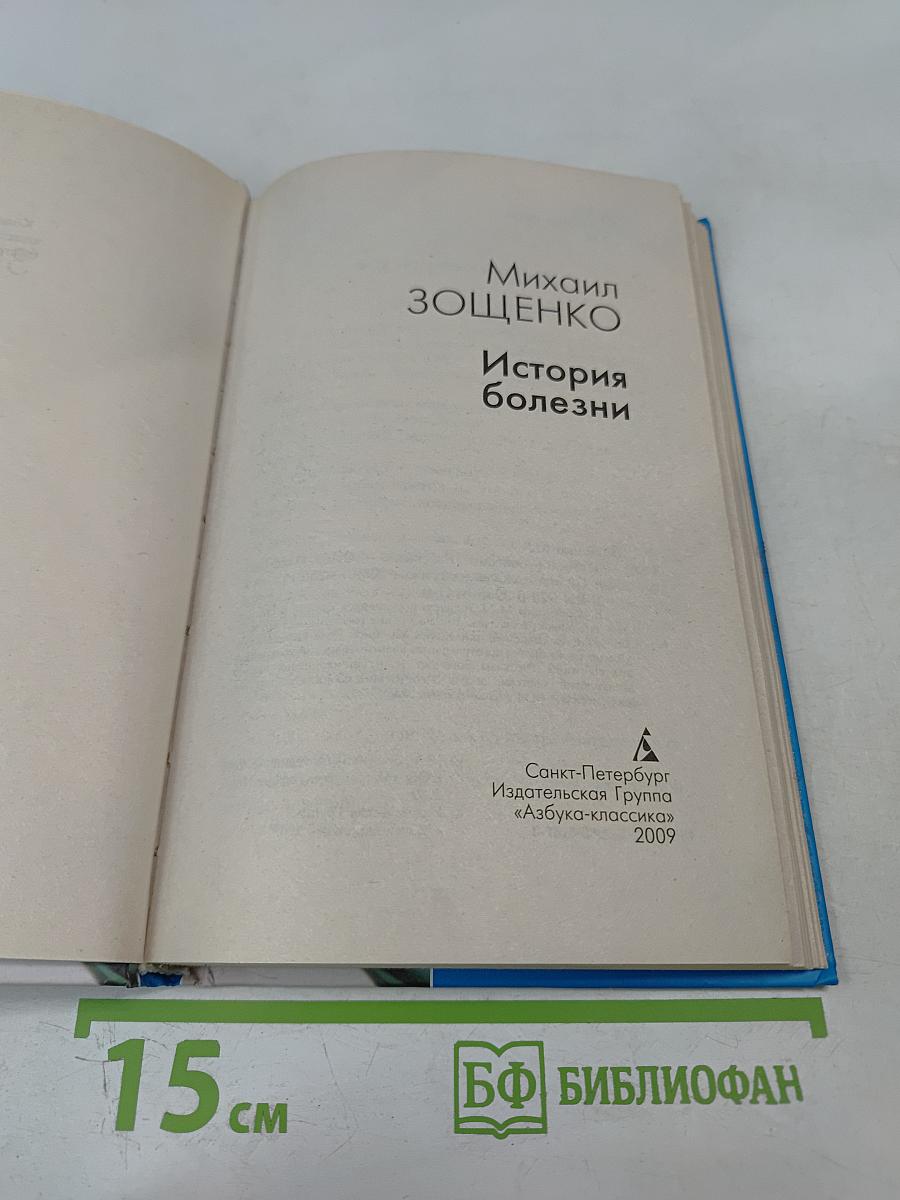 Михаил
ЗОЩЕНКО
История
болезни
Санкт-Петербург
Издательская Группа
«Азбука-классика»
2009
15 см
БФ БИБЛИОФАН